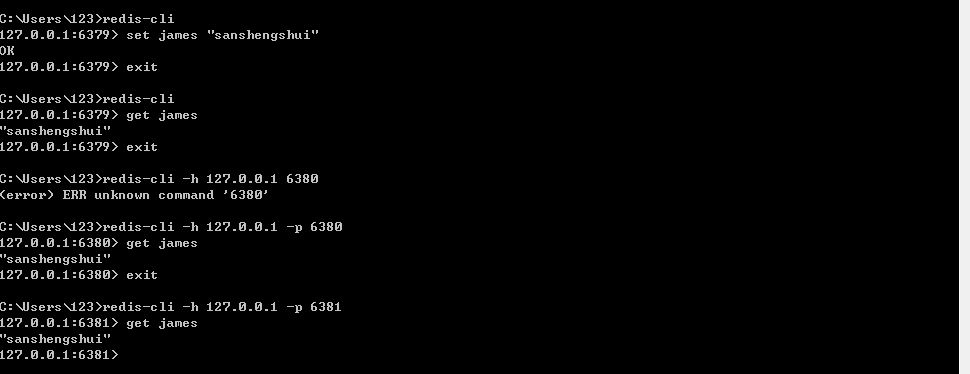 C:\Users\123>redis-cli
127.0.0.1:6379> set james "sanshengshui"
OK
127.0.0.1:6379> exit
C:\Users\123>redis-cli
127.0.0.1:6379> get james
"sanshengshui"
127.0.0.1:6379> exit
C:\Users\123>redis-cli -h 127.0.0.1 6380
(error) ERR unknown command '6380'
C:\Users\123>redis-cli -h 127.0.0.1 -p 6380
127.0.0.1:6380> get james
"sanshengshui"
127.0.0.1:6380> exit
C:\Users\123>redis-cli -h 127.0.0.1 -p 6381
127.0.0.1:6381> get james
"sanshengshui"
127.0.0.1:6381>